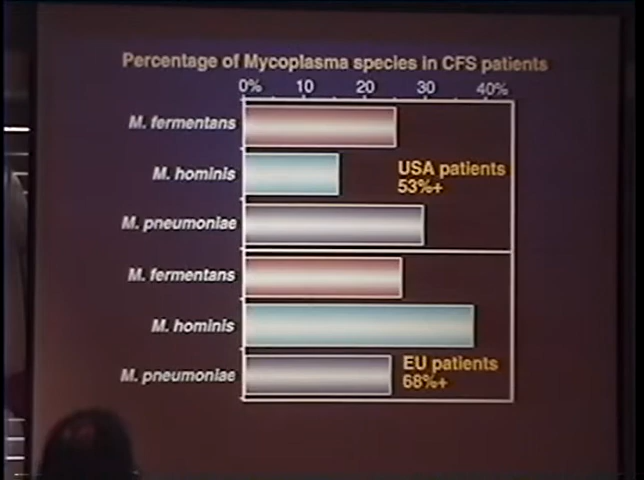 Percentage of Mycoplasma species in CFS patients
0% 10 20 30 40%
M. fermentans
M. hominis
USA patients
53%+
M. pneumoniae
M. fermentans
M. hominis
M. pneumoniae
EU patients
68%+